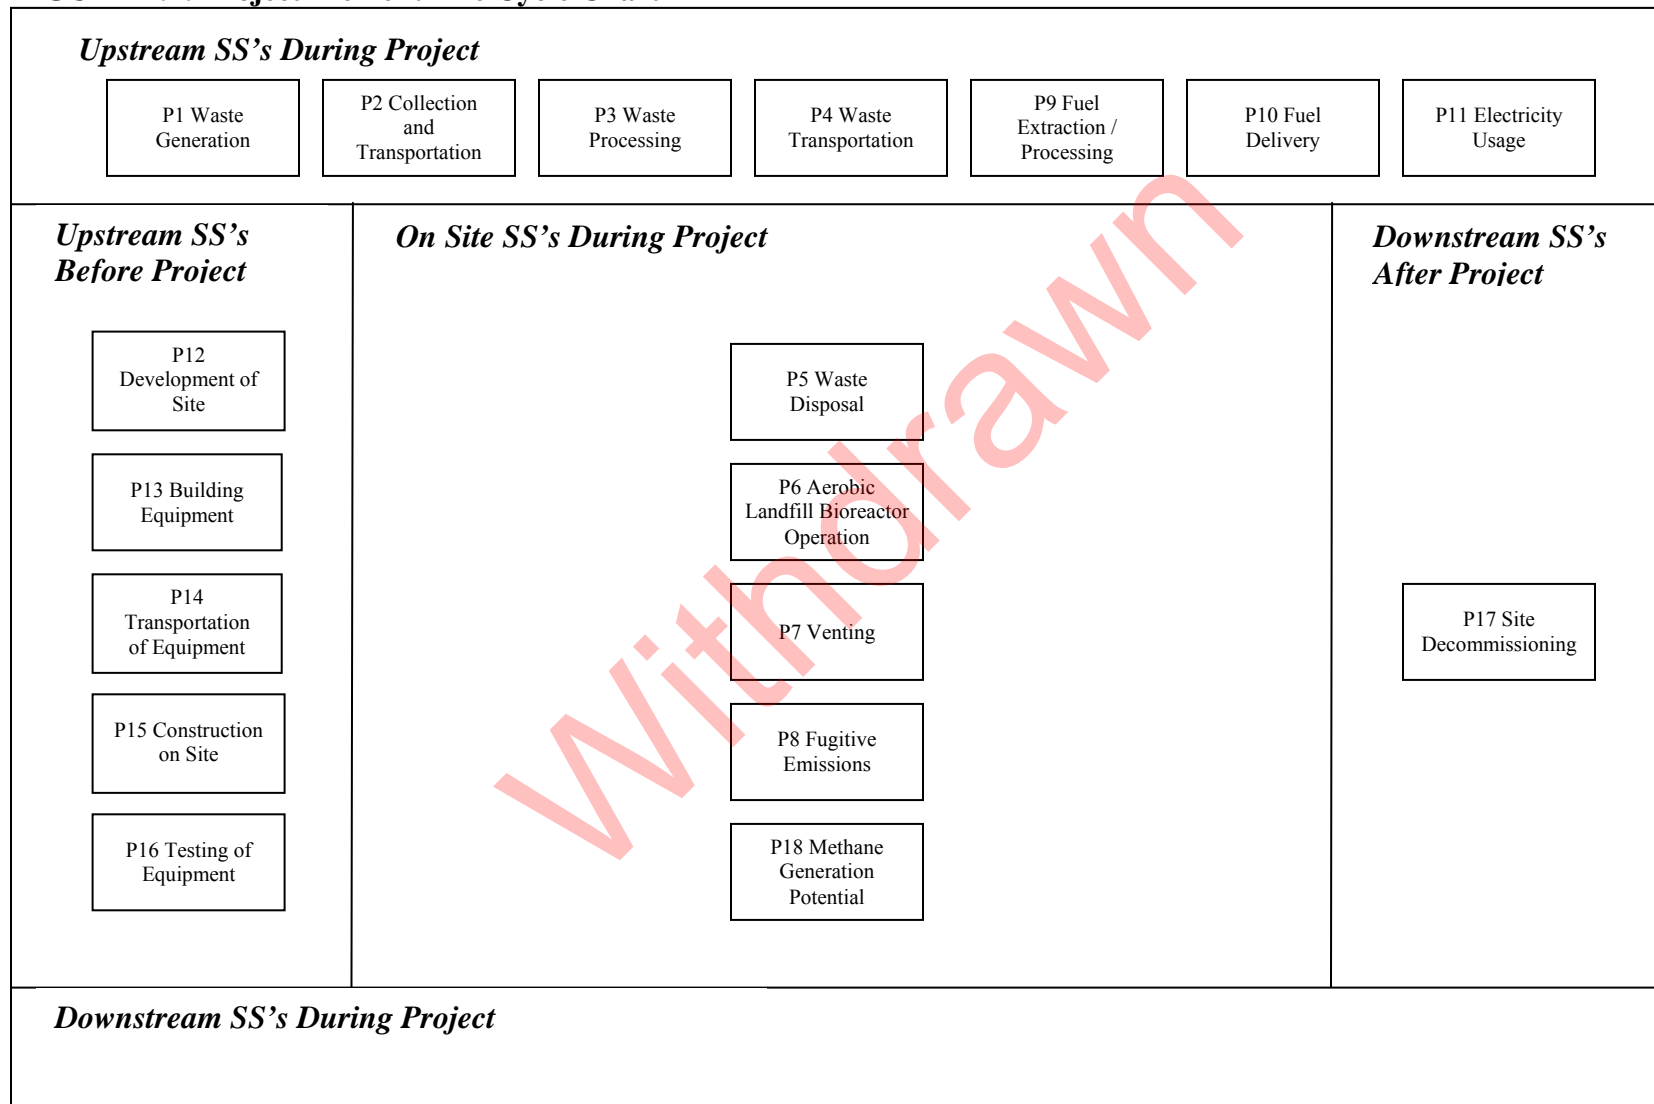 Upstream SS's During Project
P1 Waste
Generation
P2 Collection
and
Transportation
P3 Waste
Processing
P4 Waste
Transportation
P9 Fuel
Extraction /
Processing
P10 Fuel
Delivery
P11 Electricity
Usage
Upstream SS's
Before Project
P12
Development of
Site
P13 Building
Equipment
P14
Transportation
of Equipment
P15 Construction
on Site
P16 Testing of
Equipment
On Site SS's During Project
P5 Waste
Disposal
P6 Aerobic
Landfill Bioreactor
Operation
P7 Venting
P8 Fugitive
Emissions
P18 Methane
Generation
Potential
Downstream SS's
After Project
P17 Site
Decommissioning
Downstream SS's During Project
Withdrawn